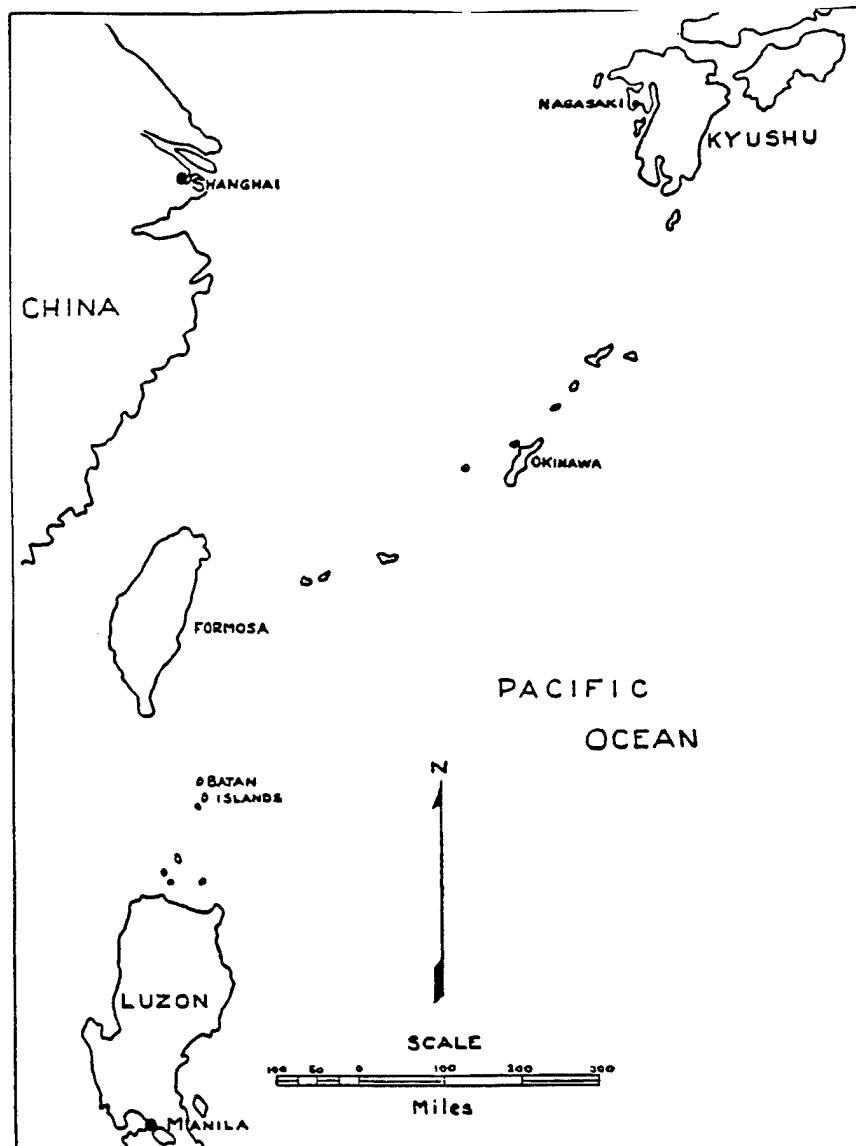 NAGASAKI
KYUSHU
SHANGHAI
CHINA
OKINAWA
FORMOSA
PACIFIC
OCEAN
N
BATAN
ISLANDS
LUZON
SCALE
100 50 0 100 200 300
Miles
MANILA